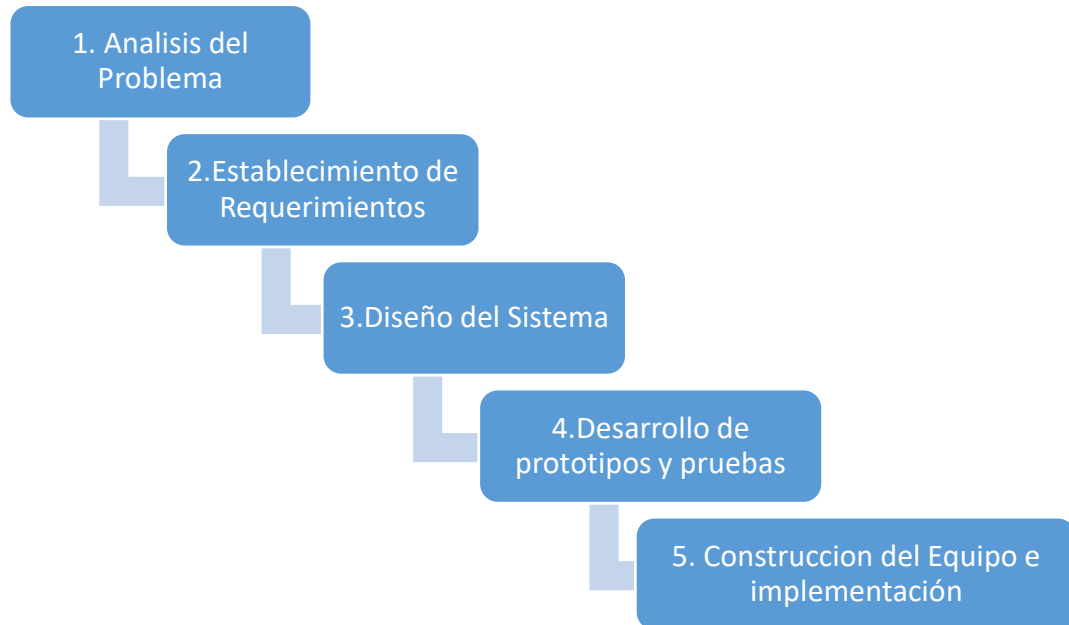 1. Analisis del
Problema
2.Establecimiento de
Requerimientos
3.Diseño del Sistema
4.Desarrollo de
prototipos y pruebas
5. Construccion del Equipo e
implementación